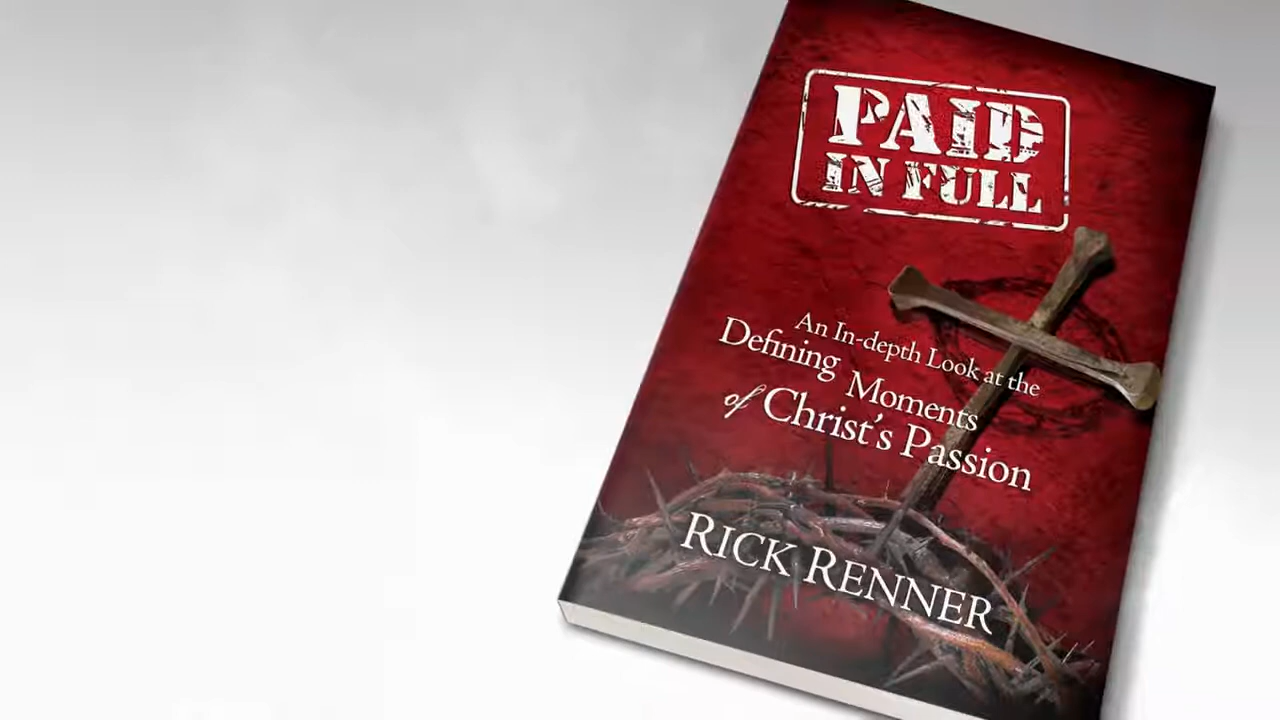 PAID
IN FULL
An In-depth Look at the
Defining Moments
of Christ's Passion
RICK RENNER